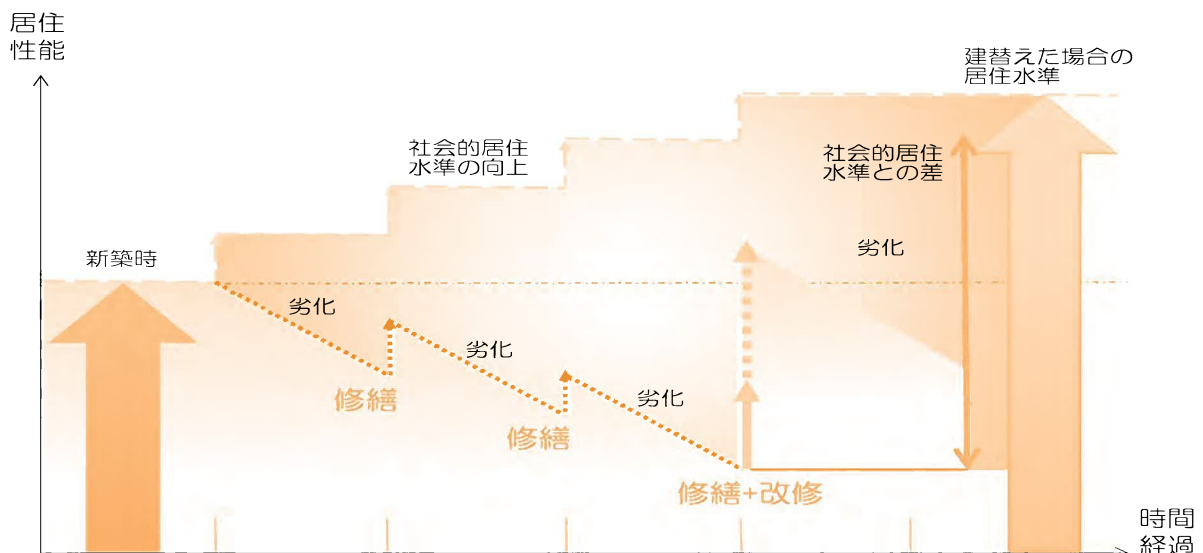 居住
性能
建替えた場合の
居住水準
社会的居住
水準の向上
社会的居住
水準との差
新築時
劣化
劣化
劣化
劣化
修繕
修繕
修繕+改修
時間
経過